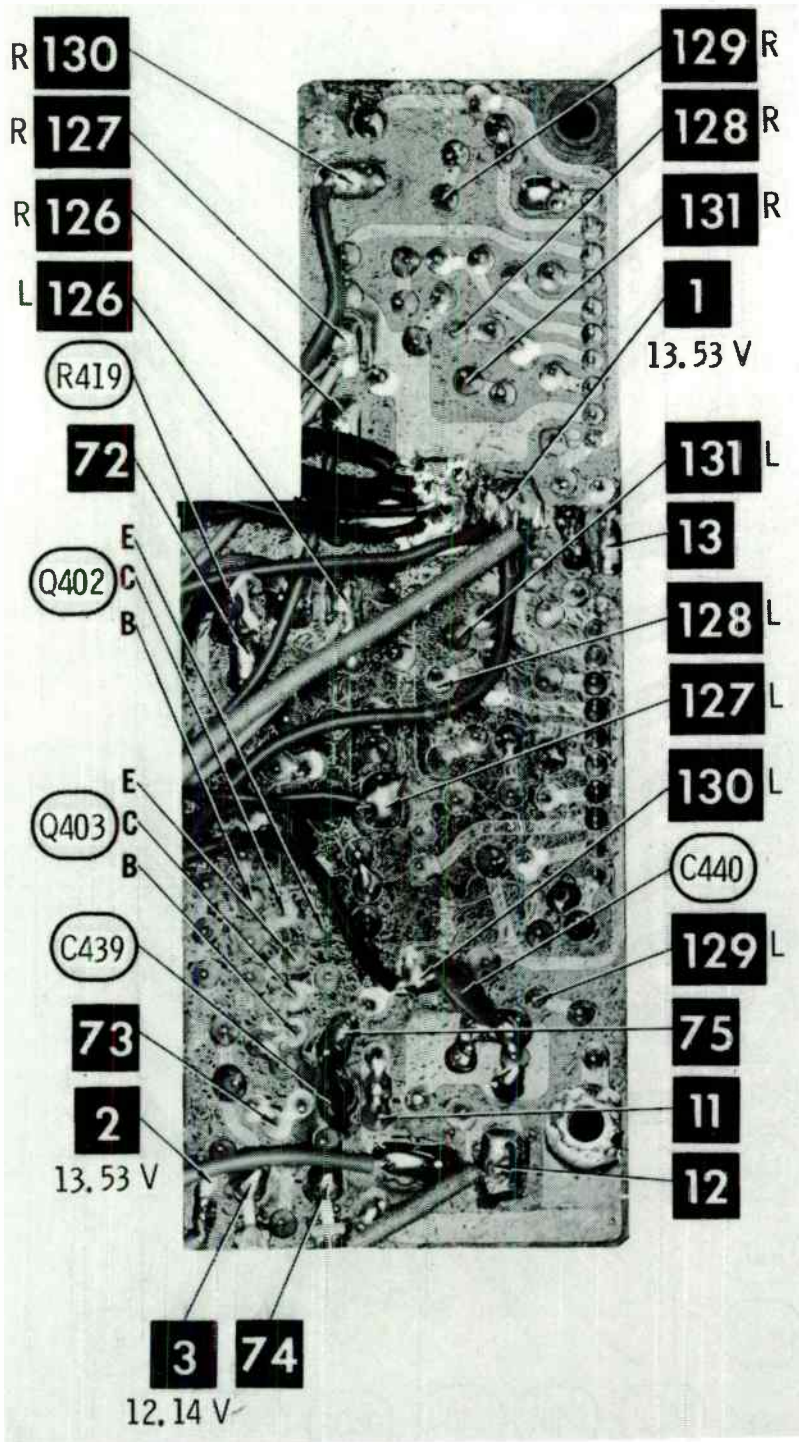 R 130
R 127
R 126
L 126
R419
72
E
Q402 C
B
E
Q403 C
B
C439
73
2
13.53 V
3
12.14 V
74
129 R
128 R
131 R
1
13.53 V
131 L
13
128 L
127 L
130 L
C440
129 L
75
11
12